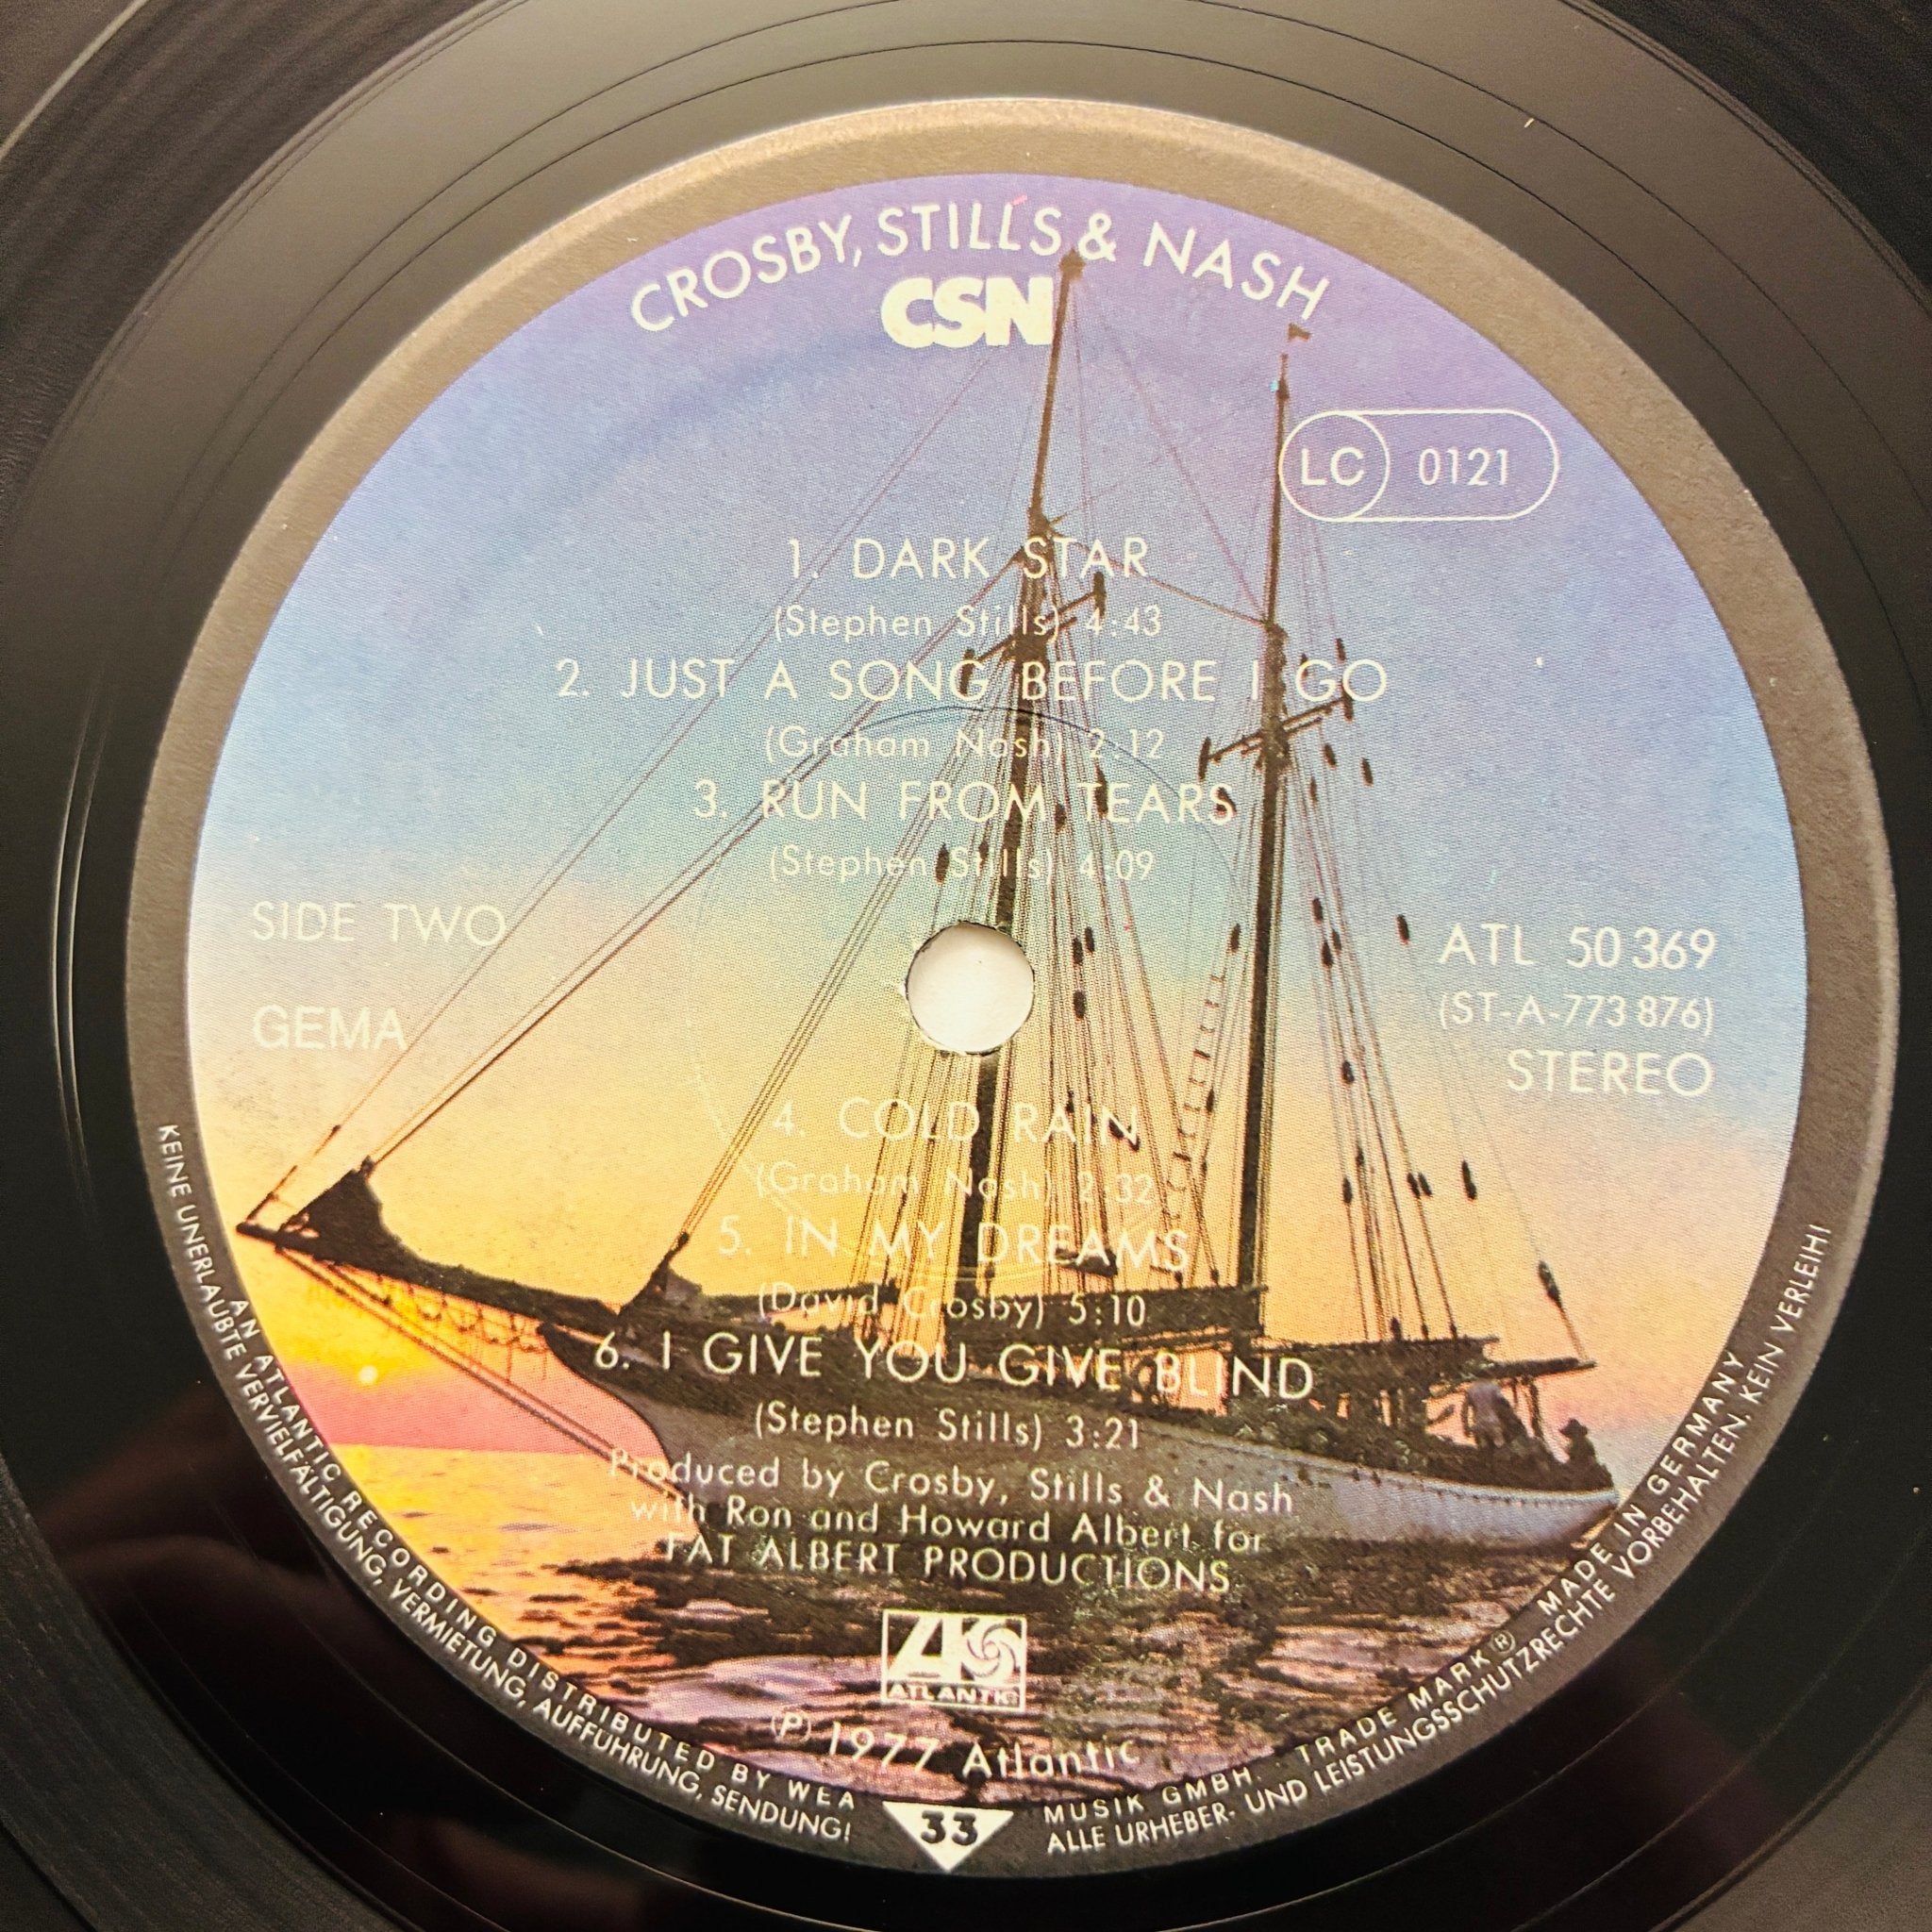 CROSBY, STILLS & NASH
CSN
LC 0121
1. DARK STAR
(Stephen Stills) 4:43
2. JUST A SONG BEFORE I GO
(Graham Nash) 2:12
3. RUN FROM TEARS
(Stephen Stills) 4:09
SIDE TWO
GEMA
ATL 50 369
(ST-A-773 876)
STEREO
4. COLD RAIN
(Graham Nash) 2:32
5. IN MY DREAMS
(David Crosby) 5:10
6. I GIVE YOU GIVE BLIND
(Stephen Stills) 3:21
Produced by Crosby, Stills & Nash
with Ron and Howard Albert for
FAT ALBERT PRODUCTIONS
ATLANTIC
Ⓟ 1977 Atlantic
33
AN ATLANTIC RECORDING DISTRIBUTED BY WEA MUSIK GMBH. TRADE MARK® MADE IN GERMANY
KEINE UNERLAUBTE VERVIELFÄLTIGUNG, VERMIETUNG, AUFFÜHRUNG, SENDUNG! ALLE URHEBER- UND LEISTUNGSSCHUTZRECHTE VORBEHALTEN. KEIN VERLEIH!